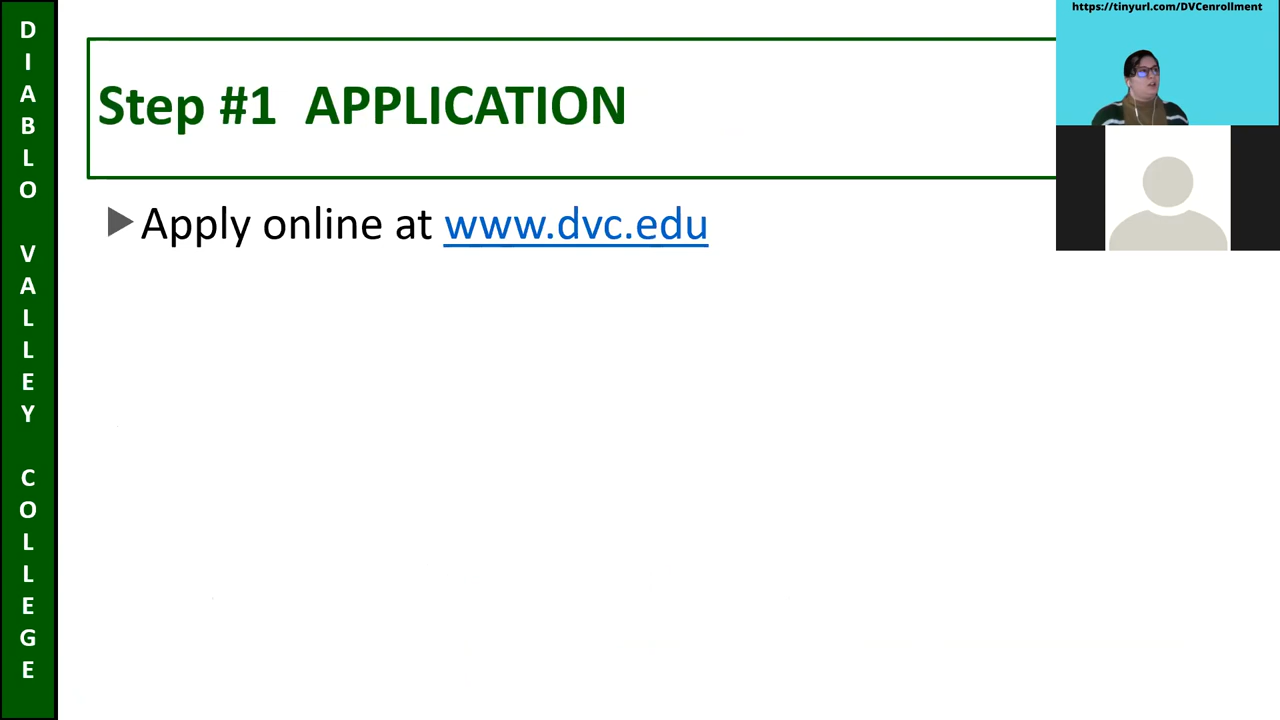 DIABLO VALLEY COLLEGE
https://tinyurl.com/DVCenrollment
Step #1 APPLICATION
Apply online at www.dvc.edu